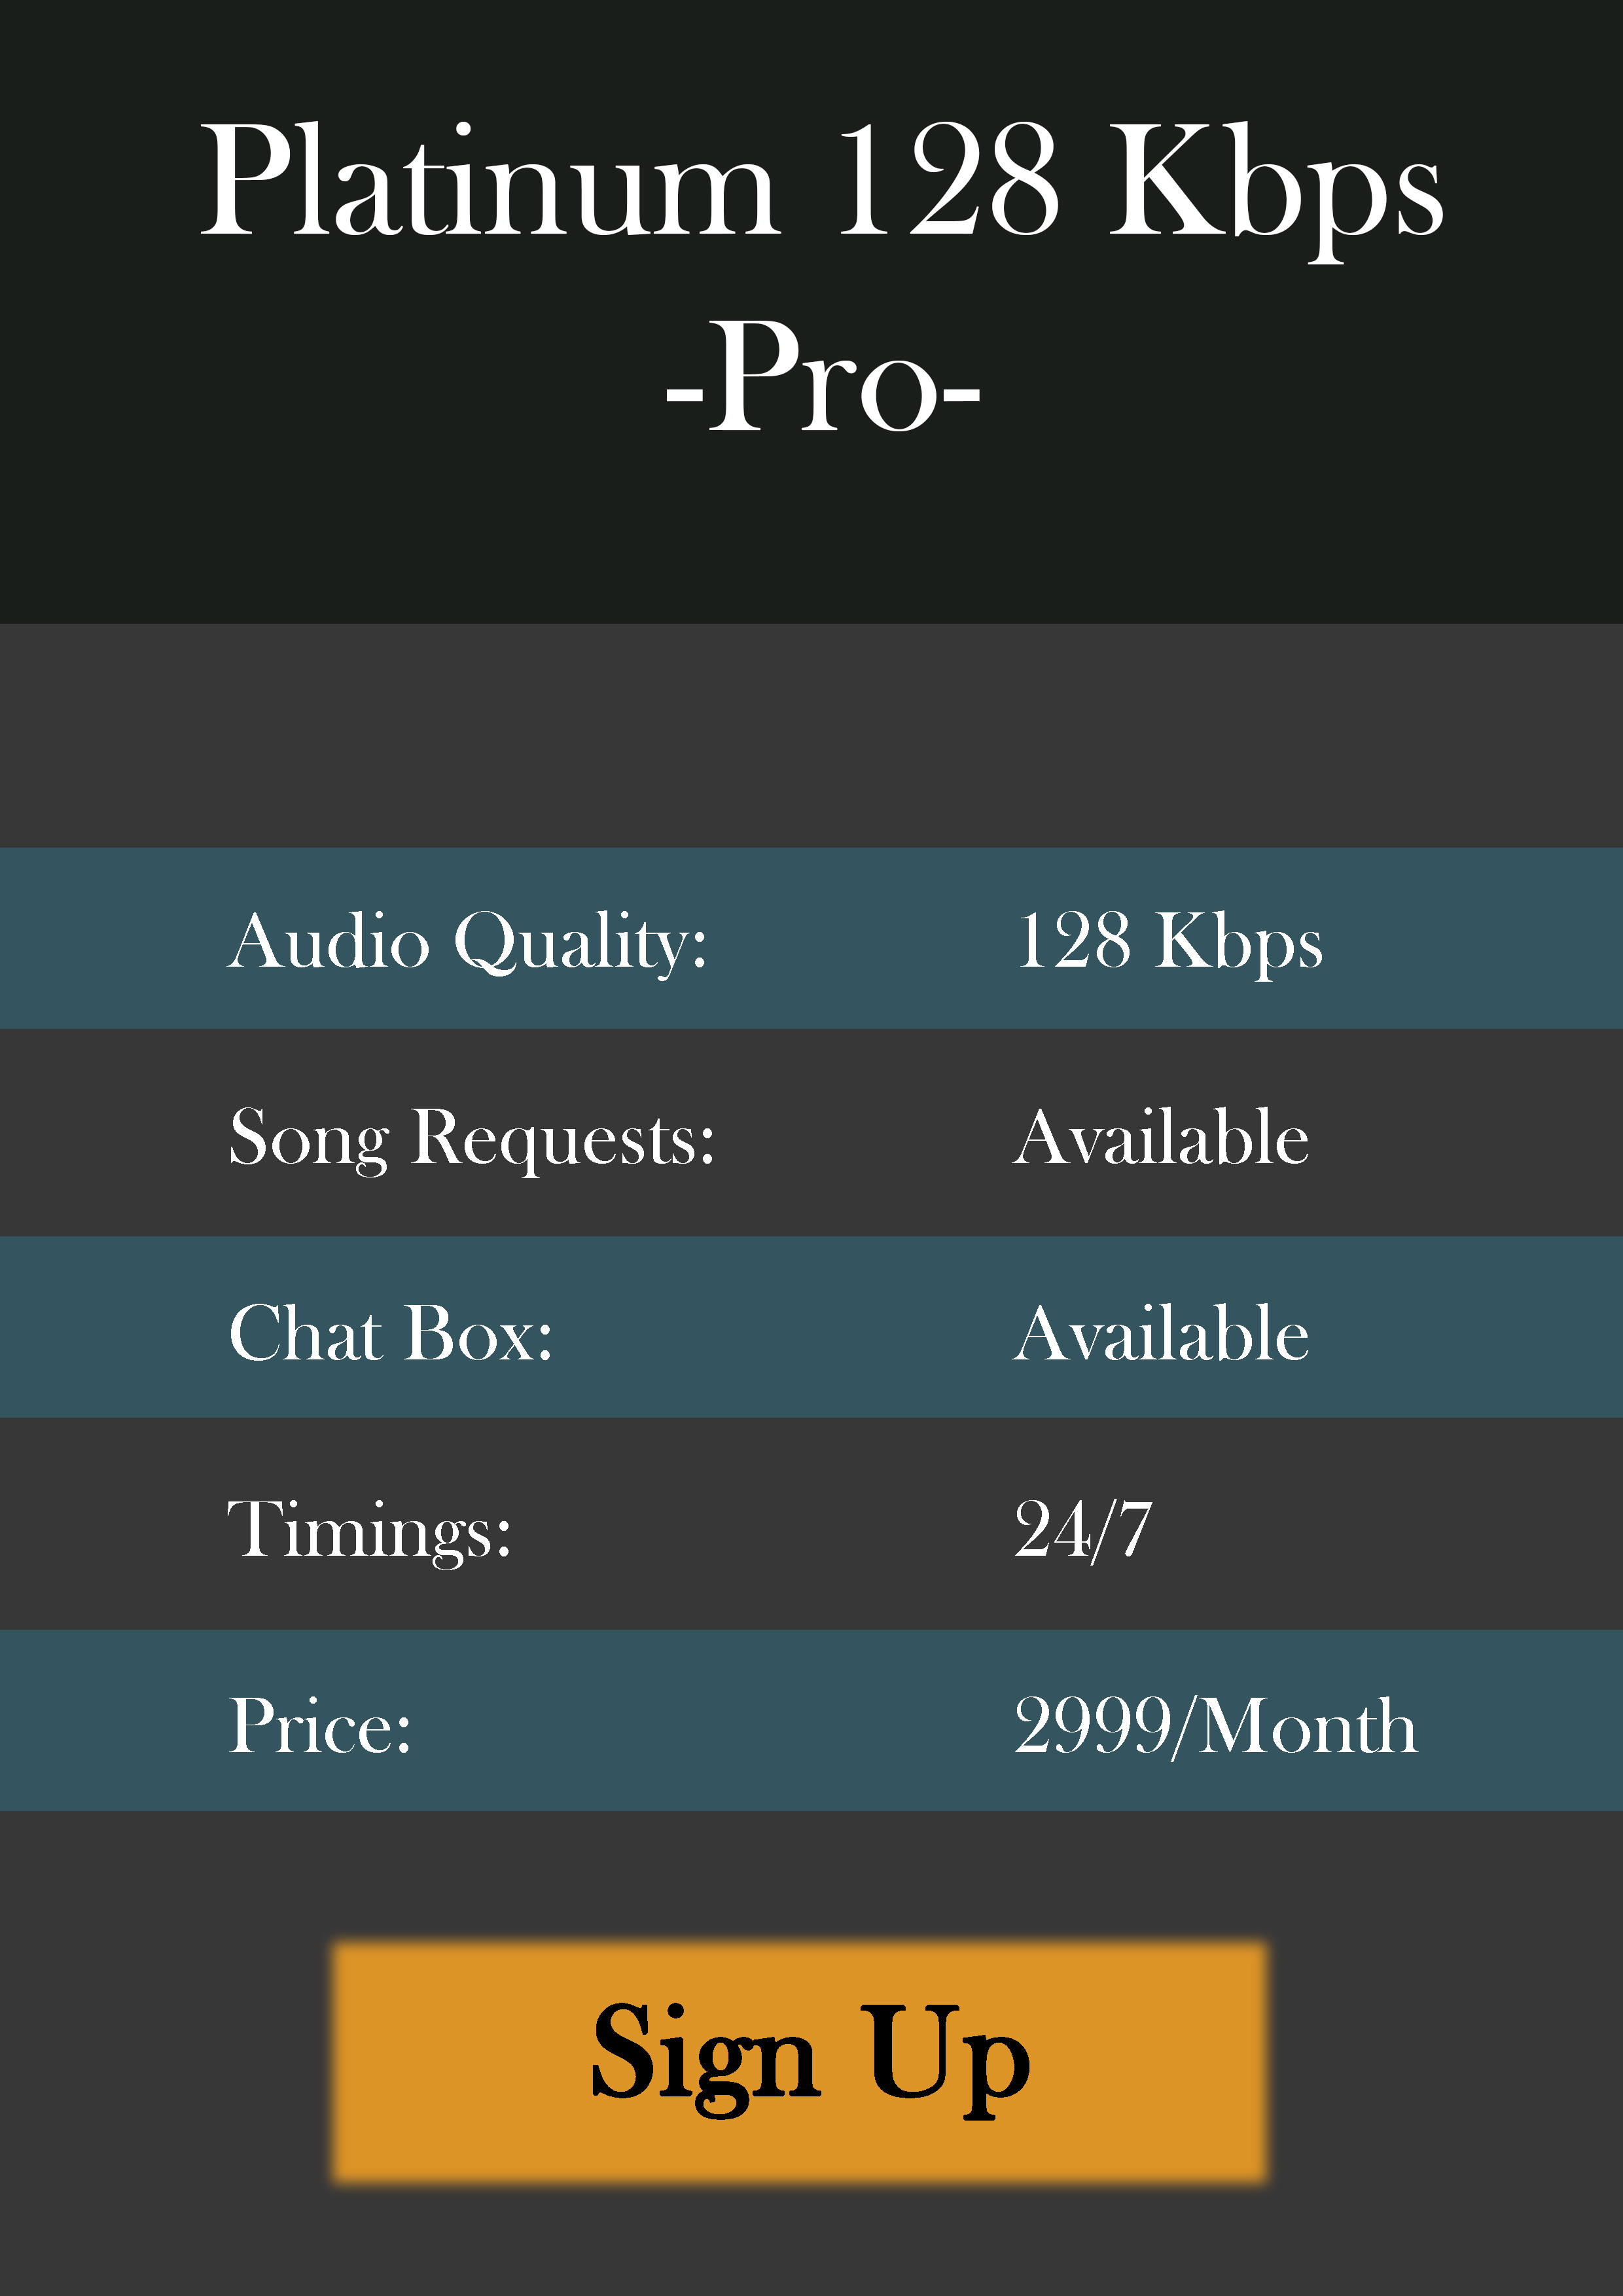 Platinum 128 Kbps
-Pro-
Audio Quality: 128 Kbps
Song Requests: Available
Chat Box: Available
Timings: 24/7
Price: 2999/Month
Sign Up